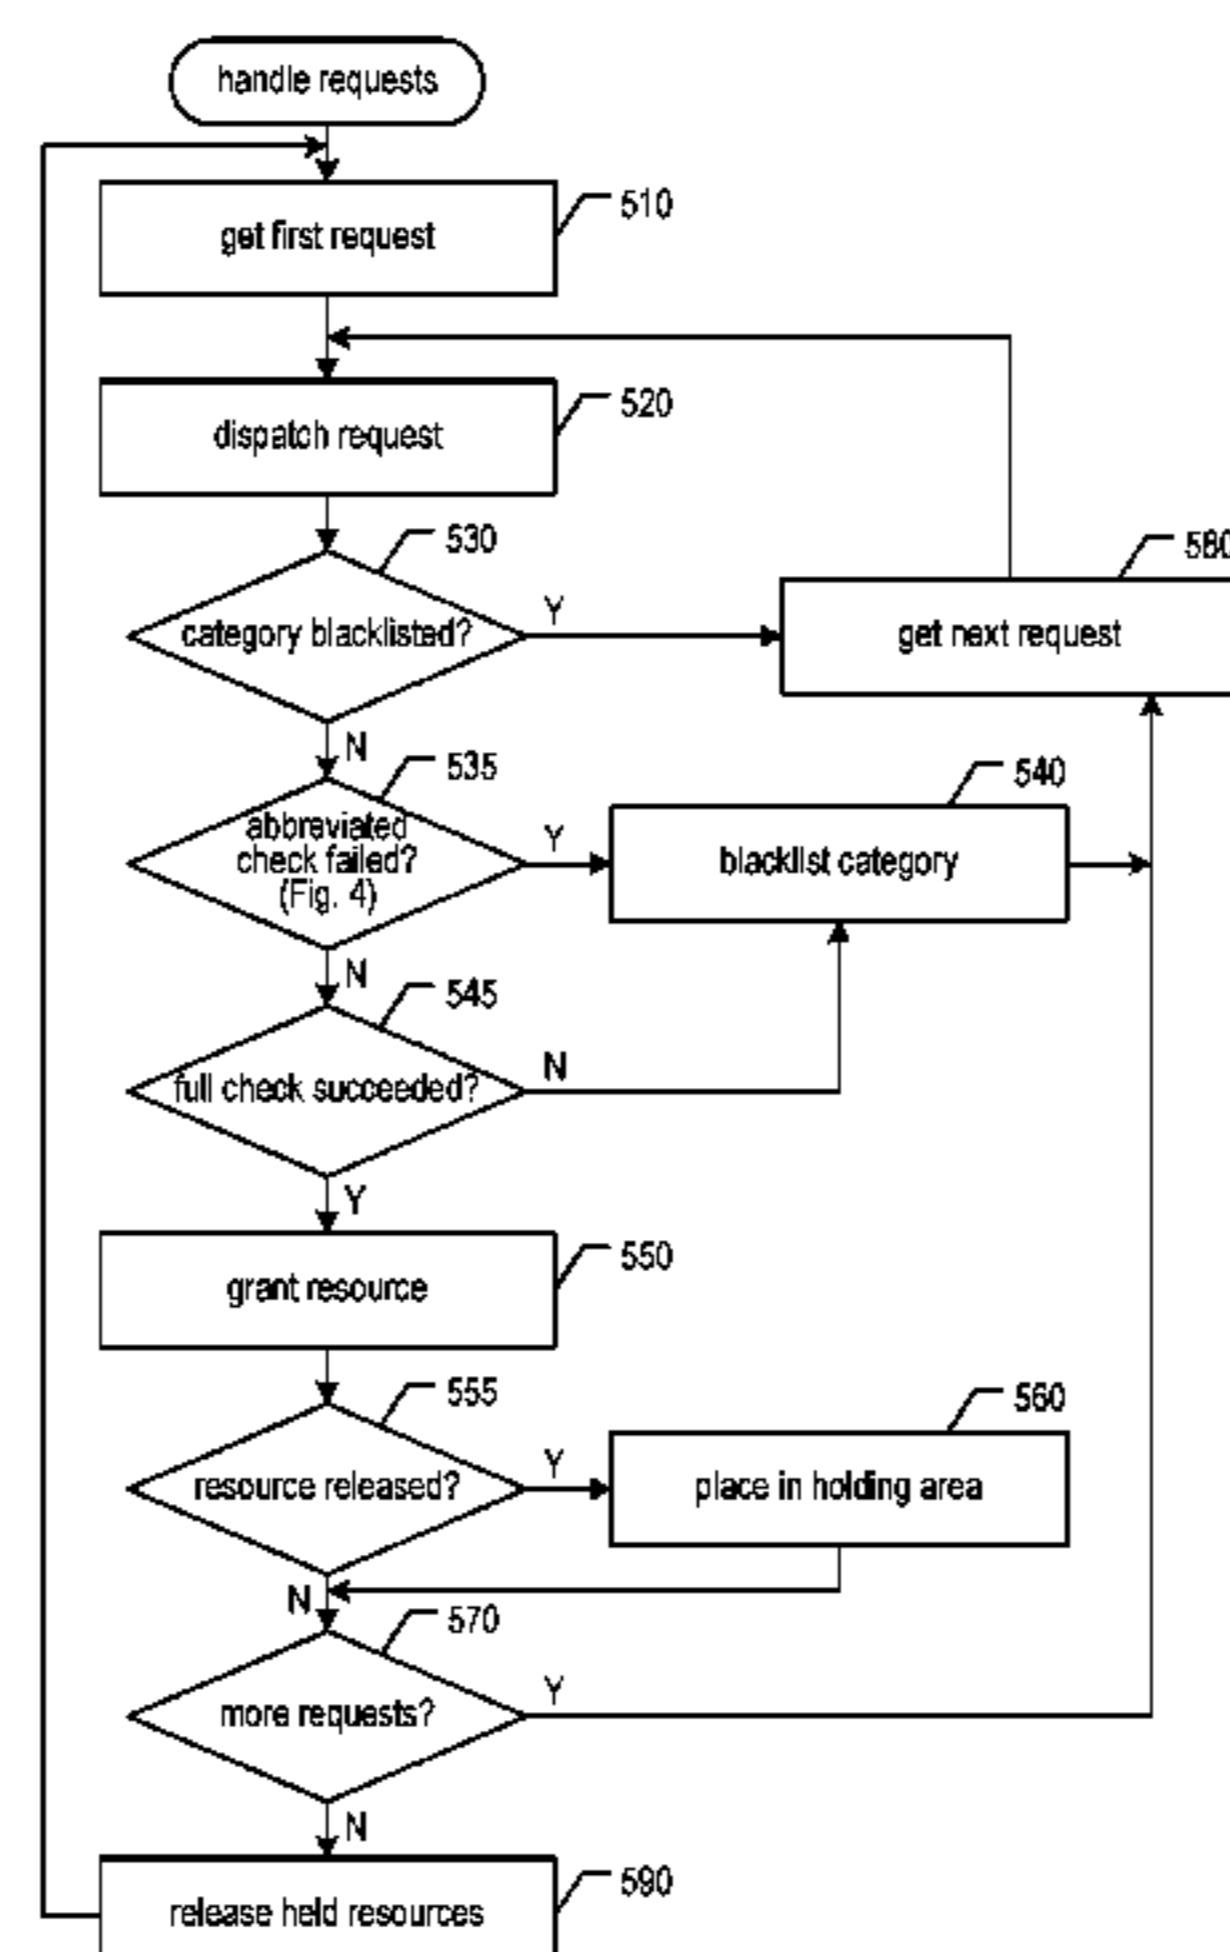 handle requests
510
get first request
520
dispatch request
530
580
category blacklisted?
Y
get next request
N
535
540
abbreviated
check failed?
(Fig. 4)
Y
blacklist category
N
545
full check succeeded?
N
Y
550
grant resource
555
560
resource released?
Y
place in holding area
N
570
more requests?
Y
N
590
release held resources